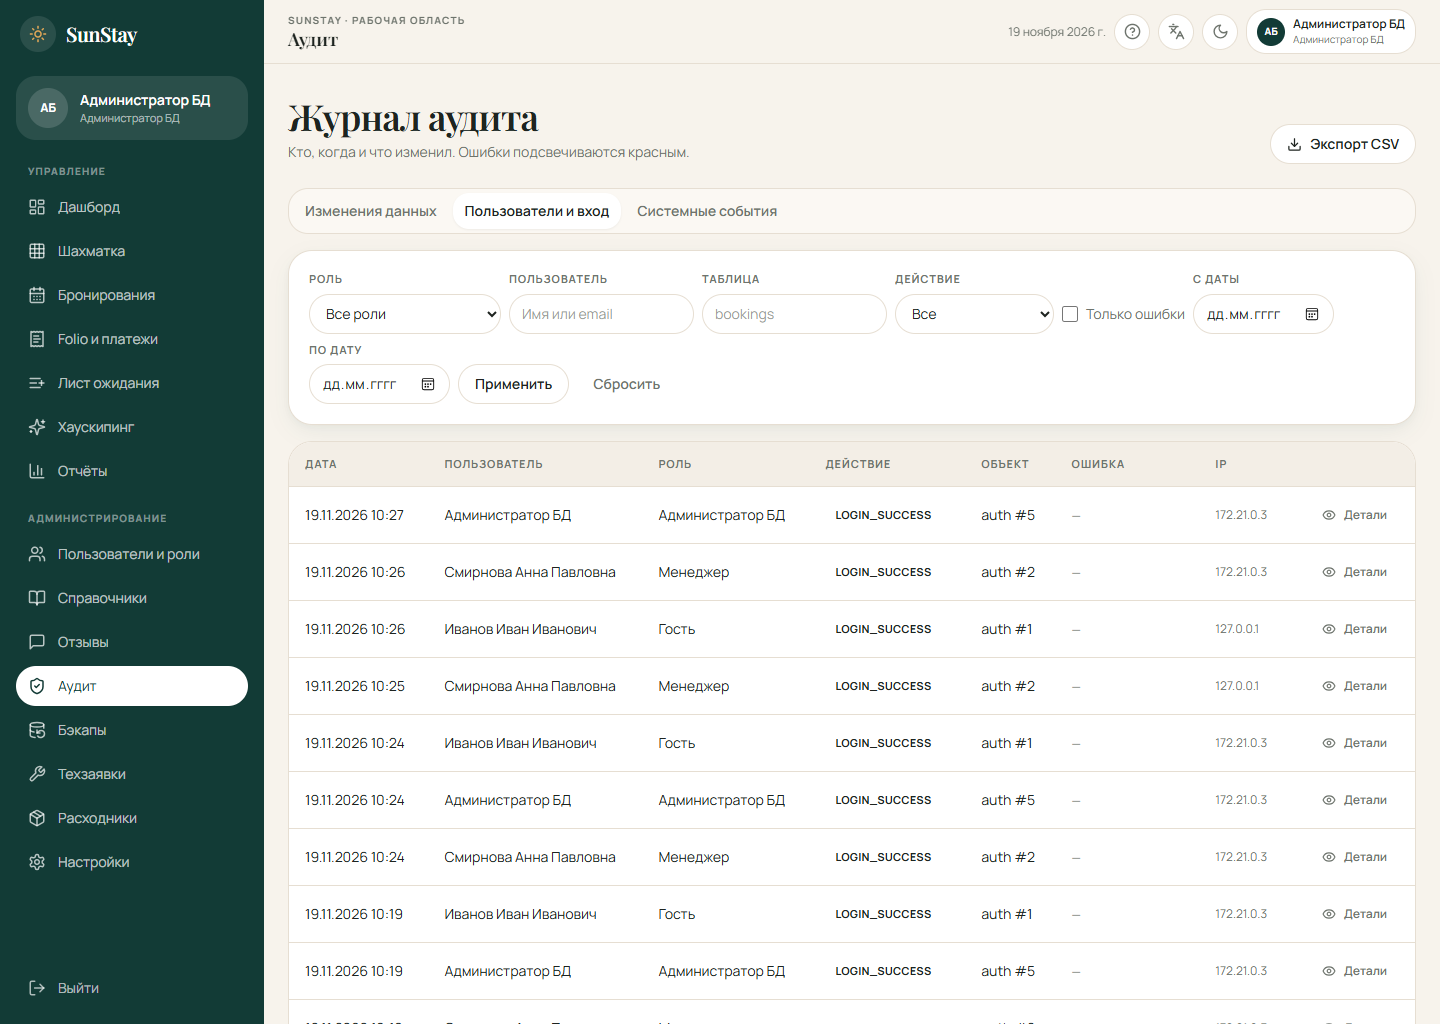 SunStay
АБ
Администратор БД
Администратор БД
УПРАВЛЕНИЕ
Дашборд
Шахматка
Бронирования
Folio и платежи
Лист ожидания
Хаускипинг
Отчёты
АДМИНИСТРИРОВАНИЕ
Пользователи и роли
Справочники
Отзывы
Аудит
Бэкапы
Техзаявки
Расходники
Настройки
Выйти
SUNSTAY · РАБОЧАЯ ОБЛАСТЬ
Аудит
19 ноября 2026 г.
АБ
Администратор БД
Администратор БД
Журнал аудита
Кто, когда и что изменил. Ошибки подсвечиваются красным.
Экспорт CSV
Изменения данных Пользователи и вход Системные события
РОЛЬ ПОЛЬЗОВАТЕЛЬ ТАБЛИЦА ДЕЙСТВИЕ С ДАТЫ
Все роли Имя или email bookings Все Только ошибки дд.мм.гггг
ПО ДАТУ
дд.мм.гггг Применить Сбросить
ДАТА ПОЛЬЗОВАТЕЛЬ РОЛЬ ДЕЙСТВИЕ ОБЪЕКТ ОШИБКА IP
19.11.2026 10:27 Администратор БД Администратор БД LOGIN_SUCCESS auth #5 — 172.21.0.3 Детали
19.11.2026 10:26 Смирнова Анна Павловна Менеджер LOGIN_SUCCESS auth #2 — 172.21.0.3 Детали
19.11.2026 10:26 Иванов Иван Иванович Гость LOGIN_SUCCESS auth #1 — 127.0.0.1 Детали
19.11.2026 10:25 Смирнова Анна Павловна Менеджер LOGIN_SUCCESS auth #2 — 127.0.0.1 Детали
19.11.2026 10:24 Иванов Иван Иванович Гость LOGIN_SUCCESS auth #1 — 172.21.0.3 Детали
19.11.2026 10:24 Администратор БД Администратор БД LOGIN_SUCCESS auth #5 — 172.21.0.3 Детали
19.11.2026 10:24 Смирнова Анна Павловна Менеджер LOGIN_SUCCESS auth #2 — 172.21.0.3 Детали
19.11.2026 10:19 Иванов Иван Иванович Гость LOGIN_SUCCESS auth #1 — 172.21.0.3 Детали
19.11.2026 10:19 Администратор БД Администратор БД LOGIN_SUCCESS auth #5 — 172.21.0.3 Детали